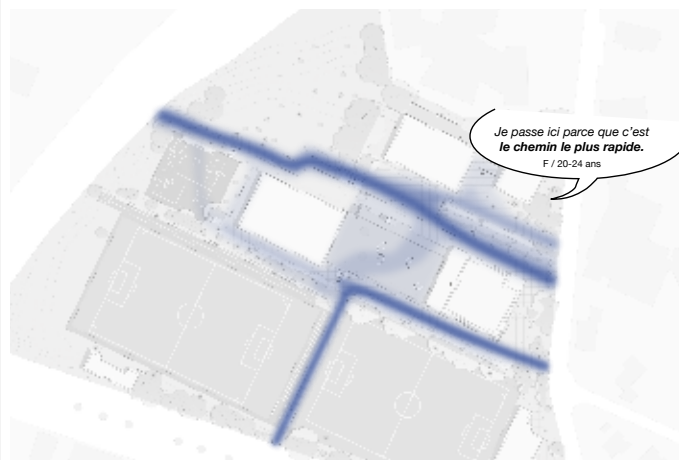 Je passe ici parce que c'est
le chemin le plus rapide.
F / 20-24 ans